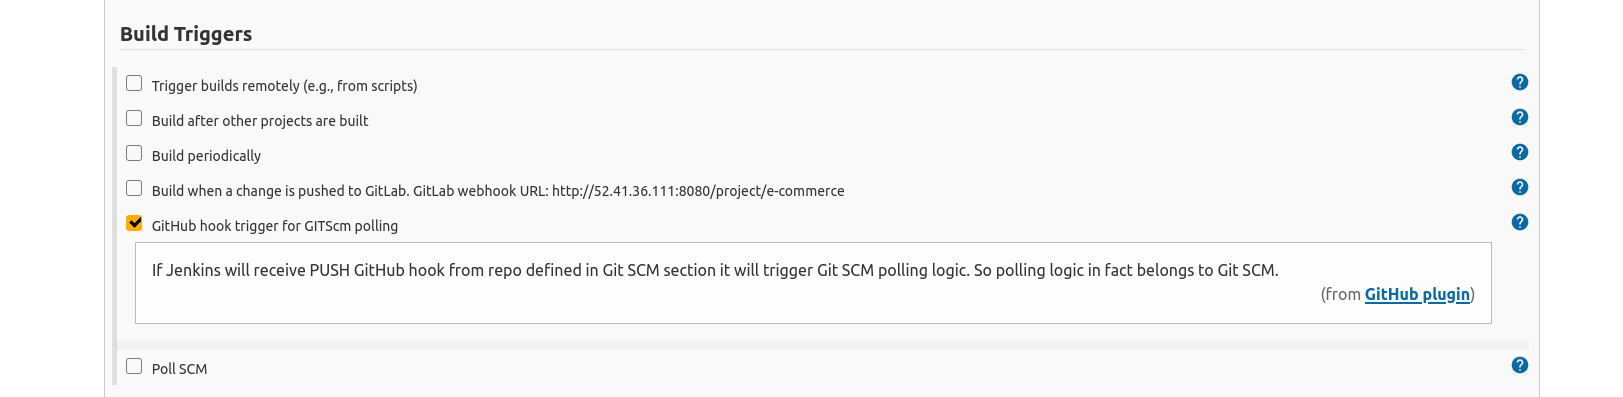 Build Triggers
Trigger builds remotely (e.g., from scripts)
?
Build after other projects are built
?
Build periodically
?
Build when a change is pushed to GitLab. GitLab webhook URL: http://52.41.36.111:8080/project/e-commerce
?
GitHub hook trigger for GITScm polling
?
If Jenkins will receive PUSH GitHub hook from repo defined in Git SCM section it will trigger Git SCM polling logic. So polling logic in fact belongs to Git SCM.
(from GitHub plugin)
Poll SCM
?